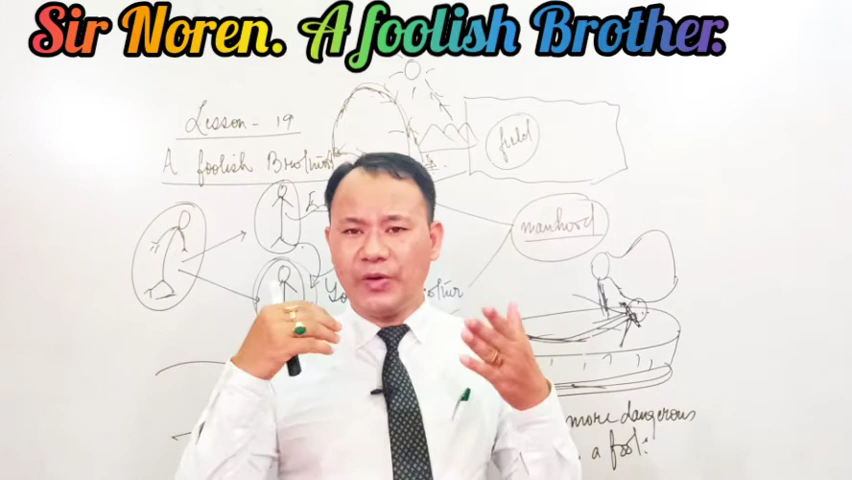 Sir Noren. A foolish Brother.
Lesson - 19
A foolish Brother
field
manhood
more dangerous
a fool.